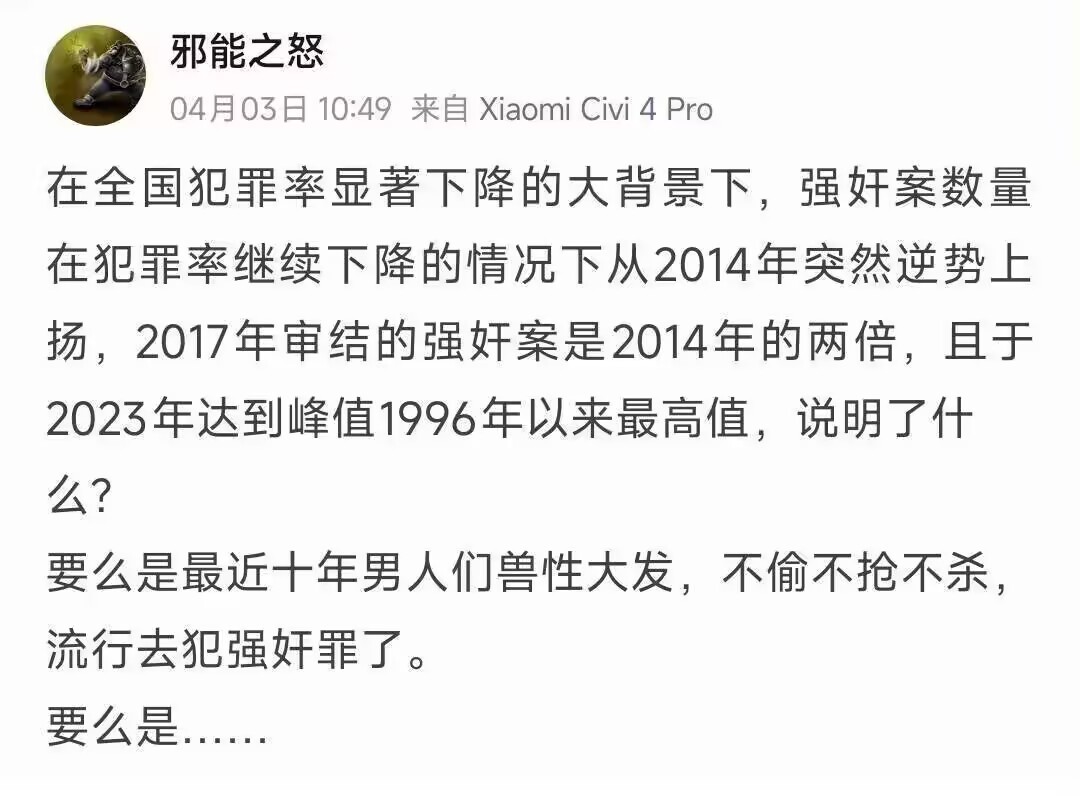 邪能之怒
04月03日 10:49 来自 Xiaomi Civi 4 Pro
在全国犯罪率显著下降的大背景下，强奸案数量
在犯罪率继续下降的情况下从2014年突然逆势上
扬，2017年审结的强奸案是2014年的两倍，且于
2023年达到峰值1996年以来最高值，说明了什
么？
要么是最近十年男人们兽性大发，不偷不抢不杀，
流行去犯强奸罪了。
要么是……